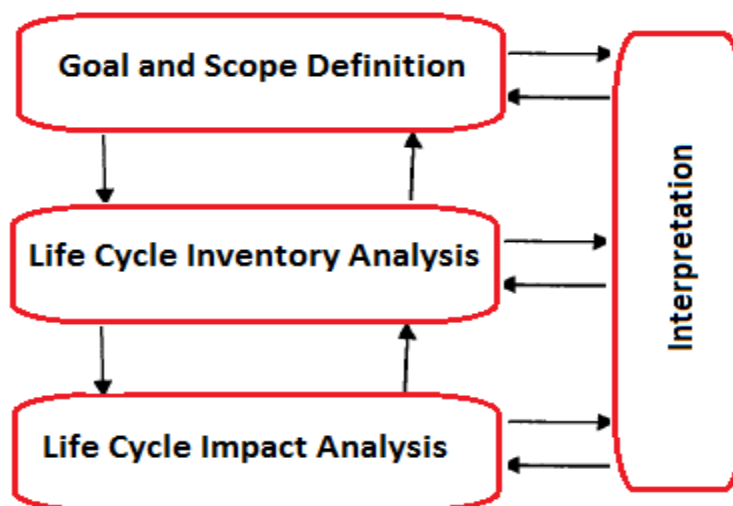 Goal and Scope Definition
Life Cycle Inventory Analysis
Life Cycle Impact Analysis
Interpretation